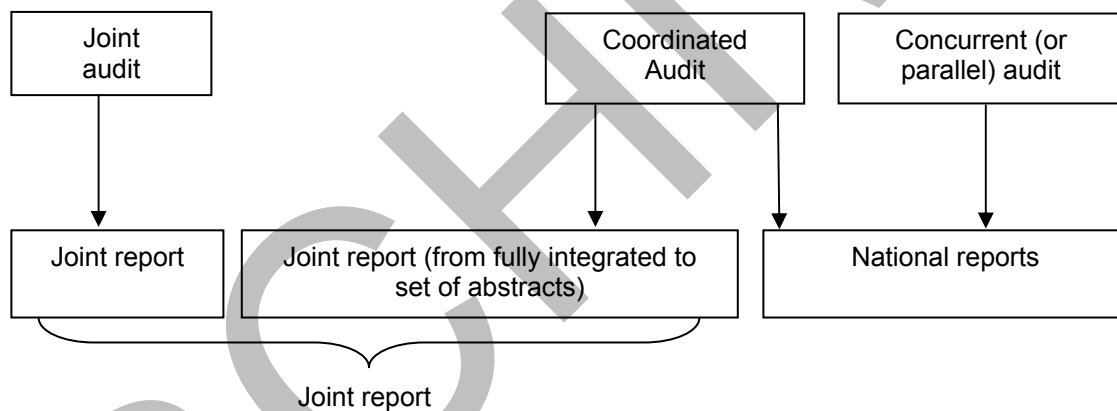 Joint
audit
Coordinated
Audit
Concurrent (or
parallel) audit
Joint report
Joint report (from fully integrated to
set of abstracts)
National reports
Joint report